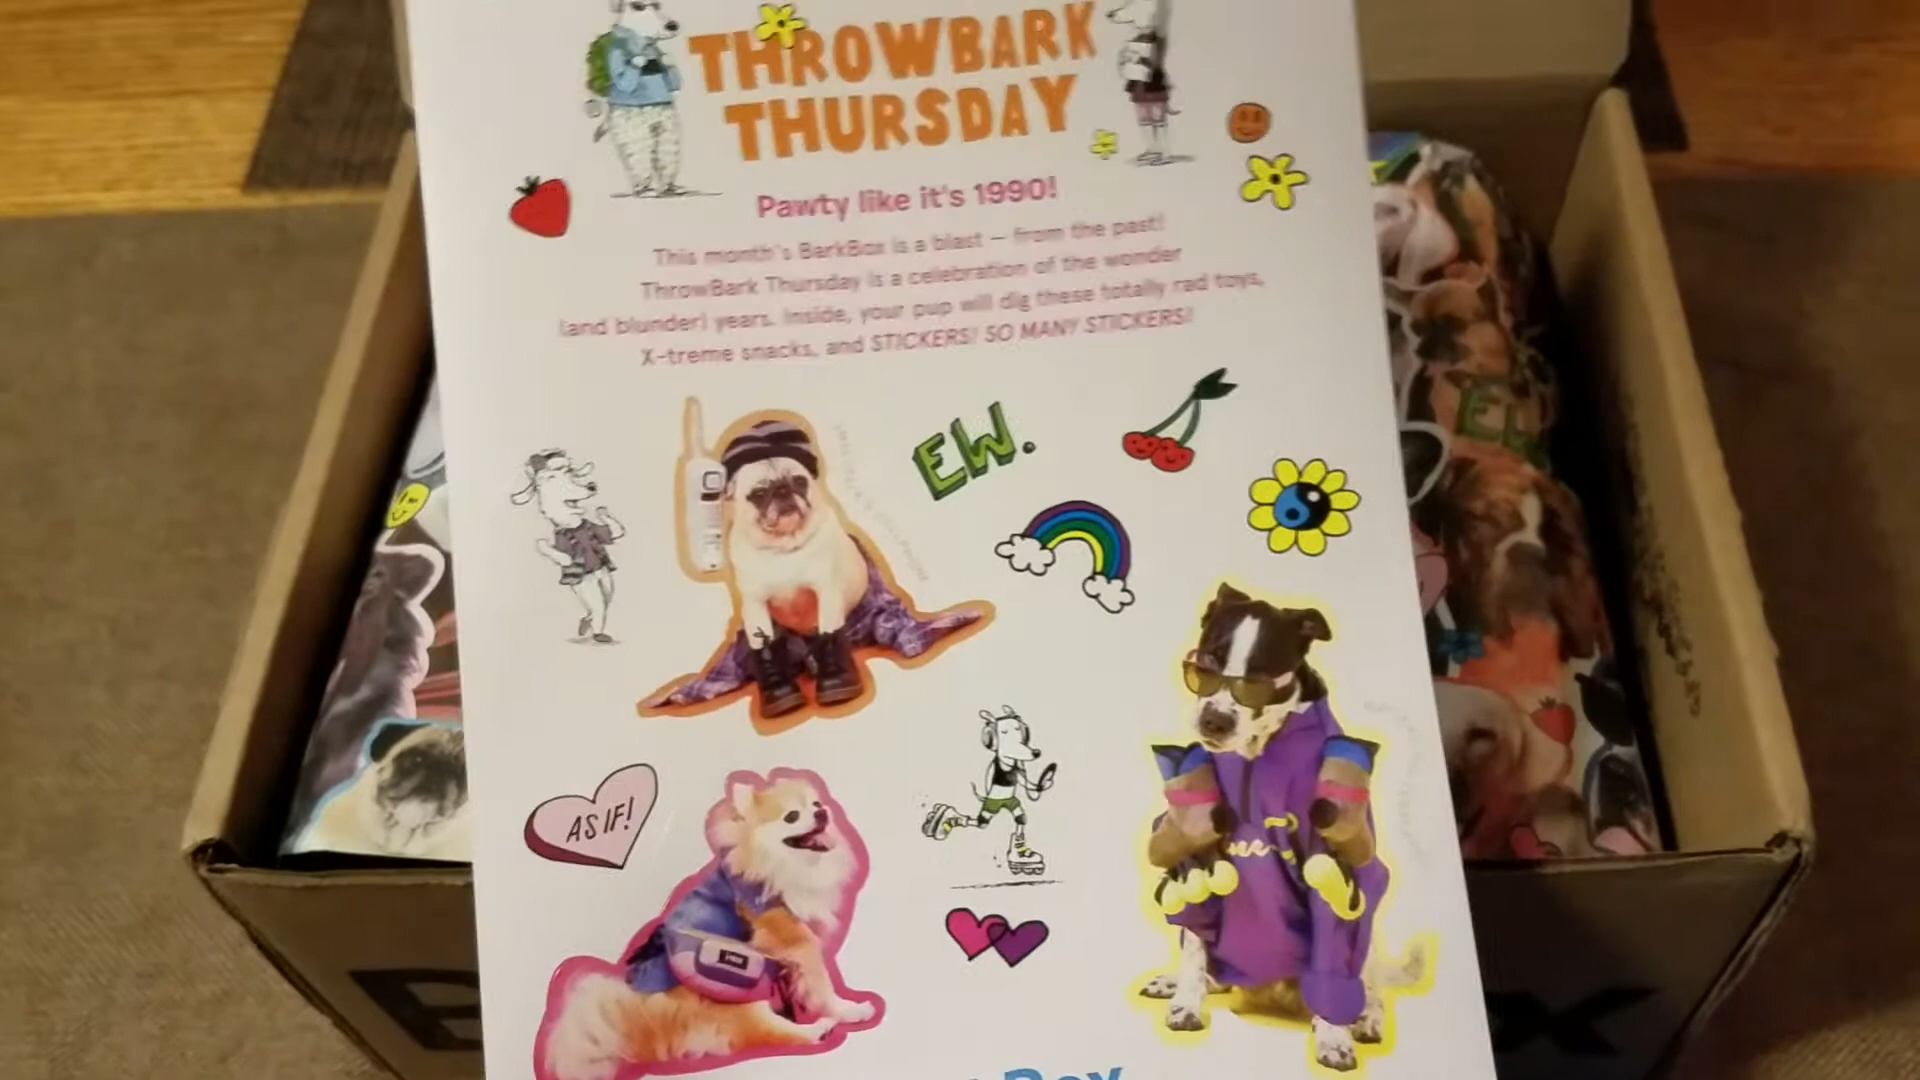 THROWBARK
THURSDAY
Pawty like it's 1990!
This month's BarkBox is a blast — from the past!
ThrowBark Thursday is a celebration of the wonder
(and blunder) years. Inside, your pup will dig these totally rad toys,
X-treme snacks, and STICKERS! SO MANY STICKERS!
EW.
EW
AS IF!